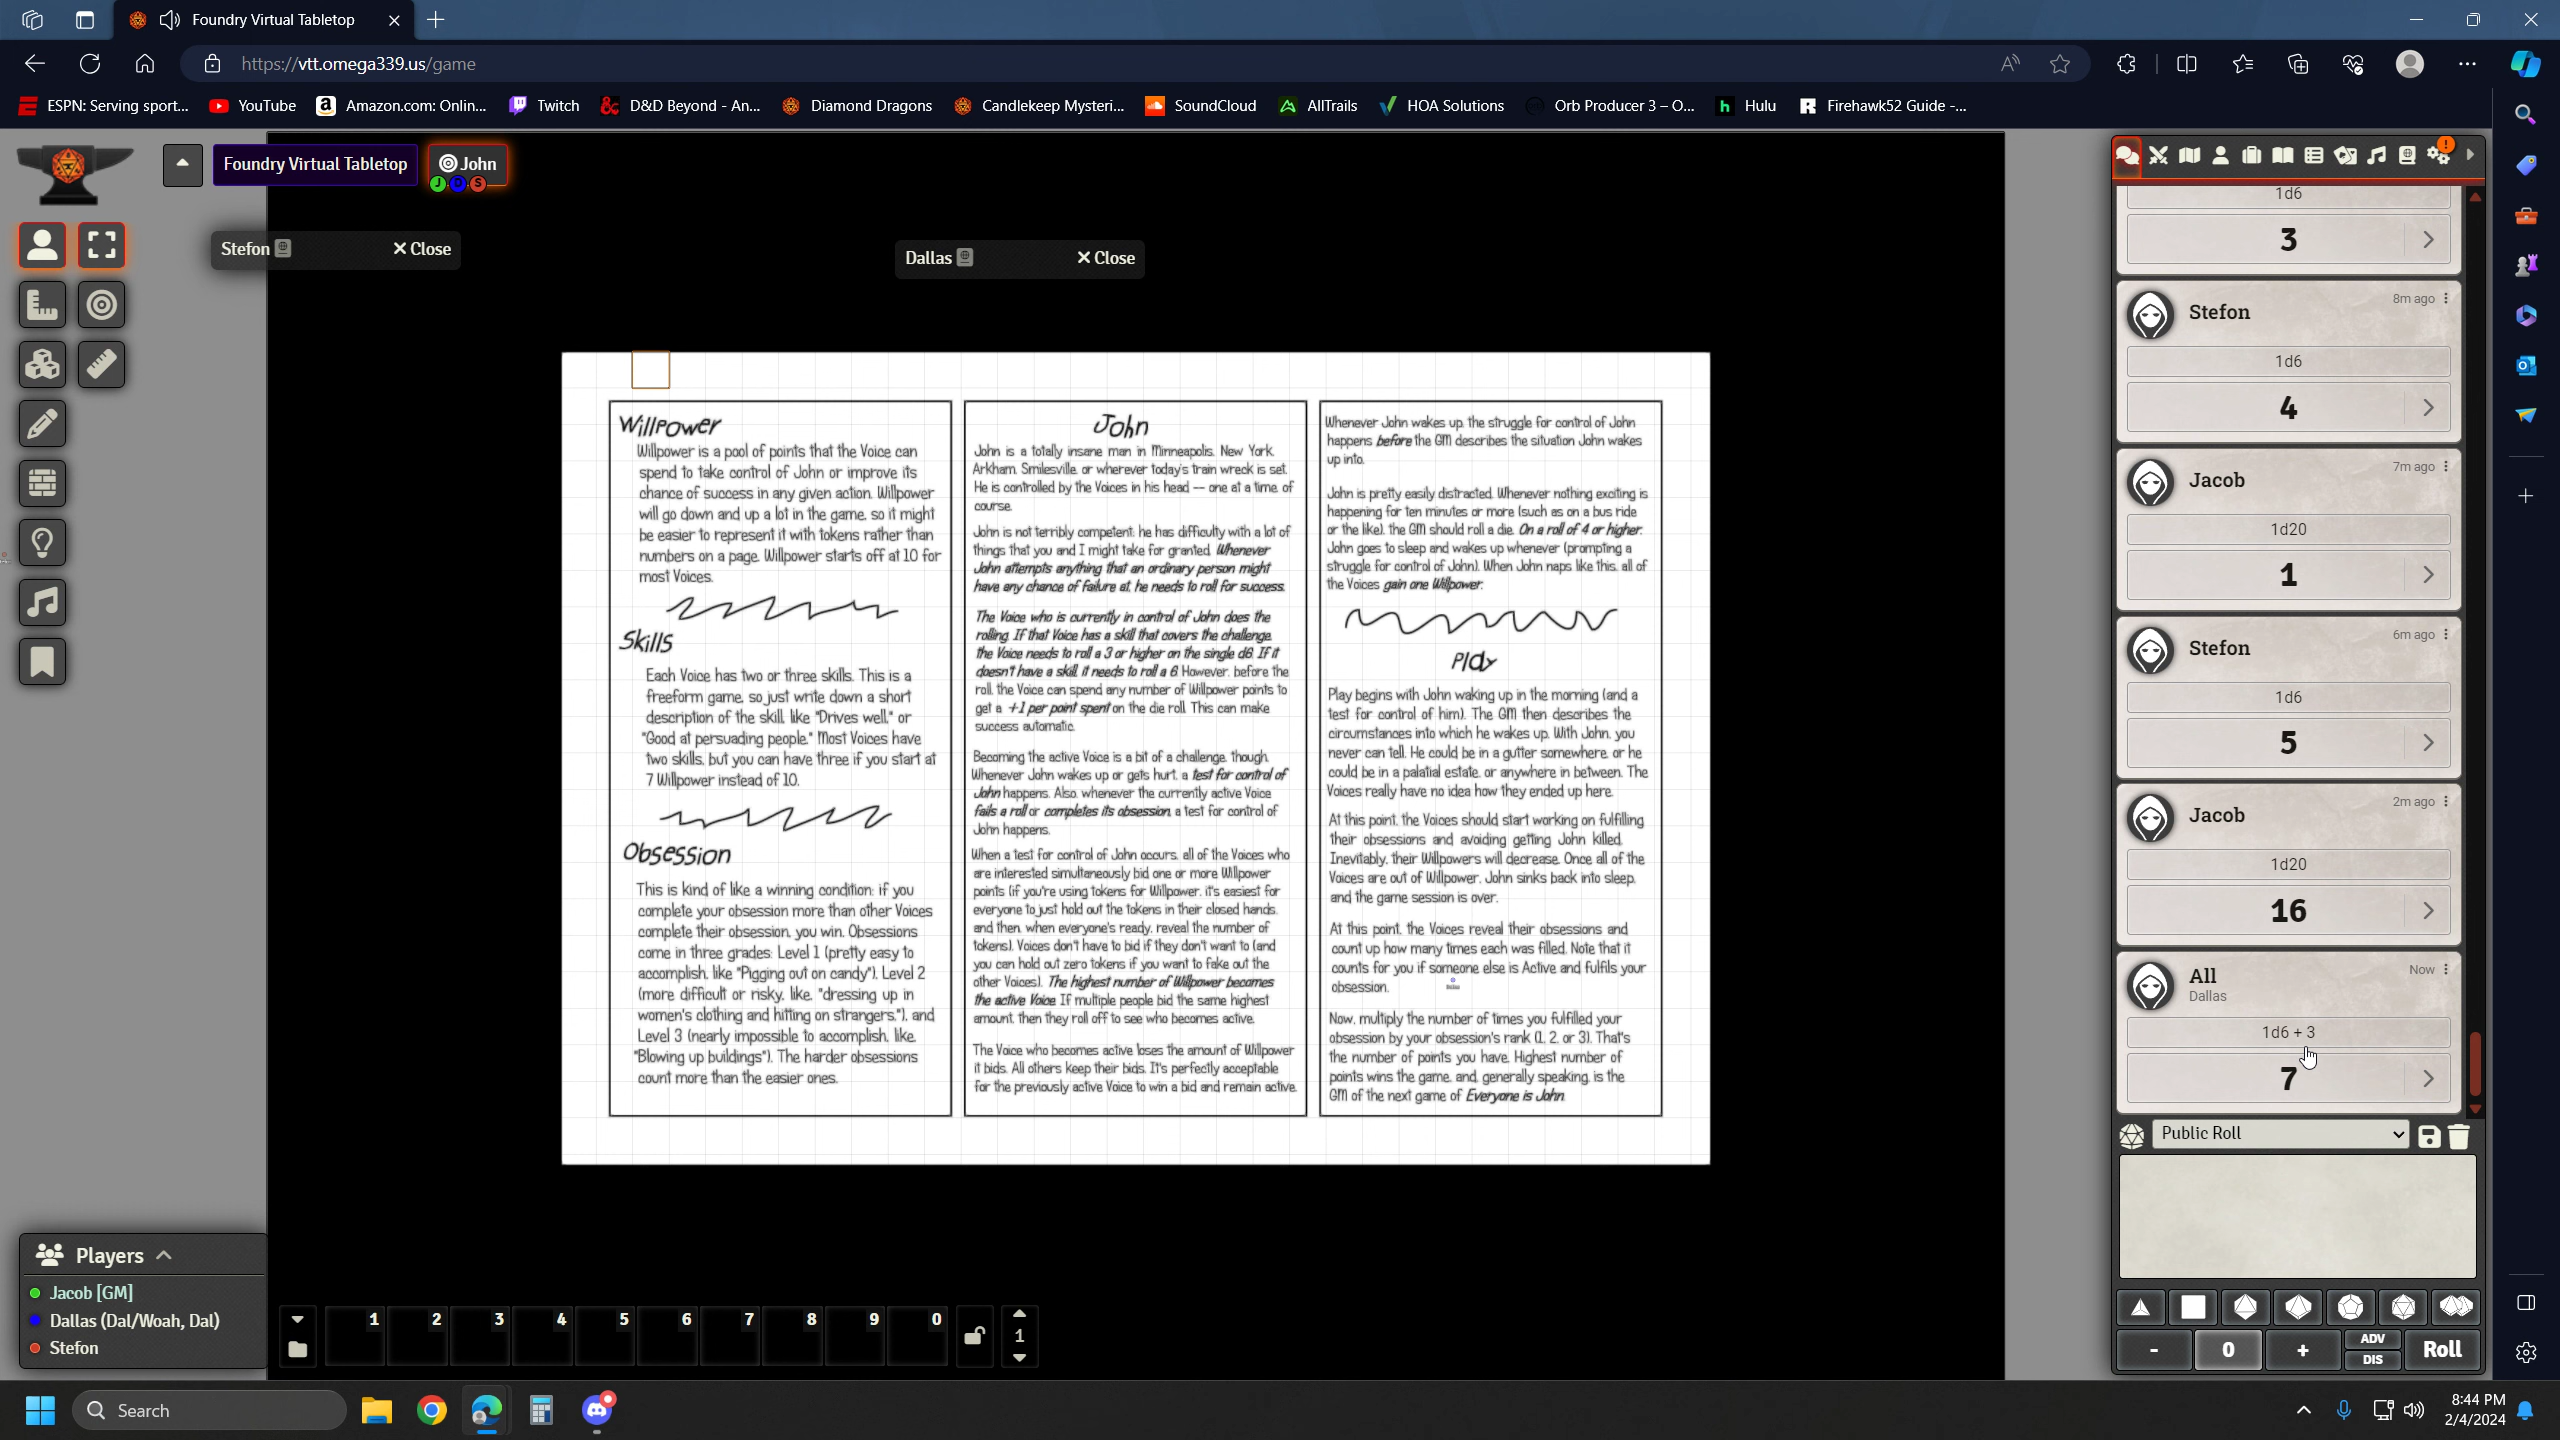 Foundry Virtual Tabletop
https://vtt.omega339.us/game
ESPN: Serving sport...
YouTube
Amazon.com: Onlin...
Twitch
D&D Beyond - An...
Diamond Dragons
Candlekeep Mysteri...
SoundCloud
AllTrails
HOA Solutions
Orb Producer 3 – O...
Hulu
Firehawk52 Guide -...
Foundry Virtual Tabletop
John
J D S
Stefon
Close
Dallas
Close
Willpower
Willpower is a pool of points that the Voice can
spend to take control of John or improve its
chance of success in any given action. Willpower
will go down and up a lot in the game, so it might
be easier to represent it with tokens rather than
numbers on a page. Willpower starts off at 10 for
most Voices.
Skills
Each Voice has two or three skills. This is a
freeform game, so just write down a short
description of the skill, like "Drives well," or
"Good at persuading people." Most Voices have
two skills, but you can have three if you start at
7 Willpower instead of 10.
Obsession
This is kind of like a winning condition: if you
complete your obsession more than other Voices
complete their obsession, you win. Obsessions
come in three grades: Level 1 (pretty easy to
accomplish, like "Pigging out on candy"), Level 2
(more difficult or risky, like, "dressing up in
women's clothing and hitting on strangers."), and
Level 3 (nearly impossible to accomplish, like,
"Blowing up buildings"). The harder obsessions
count more than the easier ones.
John
John is a totally insane man in Minneapolis, New York,
Arkham, Smilesville, or wherever today's train wreck is set.
He is controlled by the Voices in his head -- one at a time, of
course.
John is not terribly competent: he has difficulty with a lot of
things that you and I might take for granted. Whenever
John attempts anything that an ordinary person might
have any chance of failure at, he needs to roll for success.
The Voice who is currently in control of John does the
rolling. If that Voice has a skill that covers the challenge,
the Voice needs to roll a 3 or higher on the single d6. If it
doesn't have a skill, it needs to roll a 6. However, before the
roll, the Voice can spend any number of Willpower points to
get a +1 per point spent on the die roll. This can make
success automatic.
Becoming the active Voice is a bit of a challenge, though.
Whenever John wakes up or gets hurt, a test for control of
John happens. Also, whenever the currently active Voice
fails a roll or completes its obsession, a test for control of
John happens.
When a test for control of John occurs, all of the Voices who
are interested simultaneously bid one or more Willpower
points (if you're using tokens for Willpower, it's easiest for
everyone to just hold out the tokens in their closed hands,
and then, when everyone's ready, reveal the number of
tokens). Voices don't have to bid if they don't want to (and
you can hold out zero tokens if you want to fake out the
other Voices). The highest number of Willpower becomes
the active Voice. If multiple people bid the same highest
amount, then they roll off to see who becomes active.
The Voice who becomes active loses the amount of Willpower
it bids. All others keep their bids. It's perfectly acceptable
for the previously active Voice to win a bid and remain active.
Whenever John wakes up, the struggle for control of John
happens before the GM describes the situation John wakes
up into.
John is pretty easily distracted. Whenever nothing exciting is
happening for ten minutes or more (such as on a bus ride
or the like), the GM should roll a die. On a roll of 4 or higher,
John goes to sleep and wakes up whenever (prompting a
struggle for control of John). When John naps like this, all of
the Voices gain one Willpower.
Play
Play begins with John waking up in the morning (and a
test for control of him). The GM then describes the
circumstances into which he wakes up. With John, you
never can tell. He could be in a gutter somewhere, or he
could be in a palatial estate, or anywhere in between. The
Voices really have no idea how they ended up here.
At this point, the Voices should start working on fulfilling
their obsessions and avoiding getting John killed.
Inevitably, their Willpowers will decrease. Once all of the
Voices are out of Willpower, John sinks back into sleep,
and the game session is over.
At this point, the Voices reveal their obsessions and
count up how many times each was filled. Note that it
counts for you if someone else is Active and fulfils your
obsession.
Now, multiply the number of times you fulfilled your
obsession by your obsession's rank (1, 2, or 3). That's
the number of points you have. Highest number of
points wins the game, and, generally speaking, is the
GM of the next game of Everyone is John.
1d6
3
Stefon
8m ago
1d6
4
Jacob
7m ago
1d20
1
Stefon
6m ago
1d6
5
Jacob
2m ago
1d20
16
All
Now
Dallas
1d6 + 3
7
Public Roll
- 0 + ADV DIS Roll
Players
Jacob [GM]
Dallas (Dal/Woah, Dal)
Stefon
1 2 3 4 5 6 7 8 9 0
1
Search
8:44 PM
2/4/2024